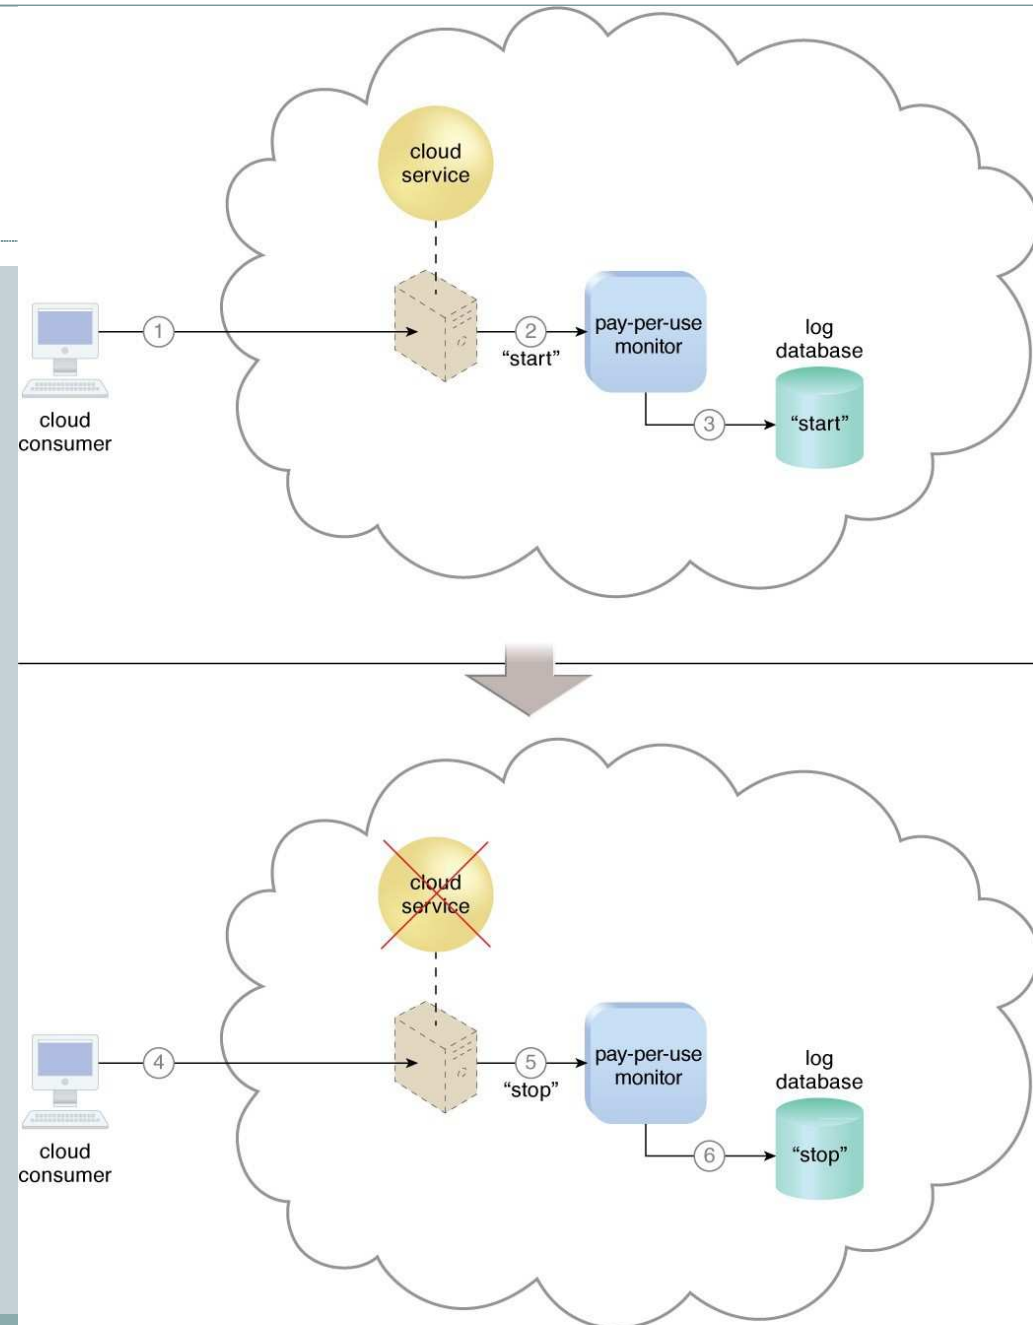 cloud
service
1
2
“start”
pay-per-use
monitor
log
database
“start”
3
cloud
consumer
cloud
service
4
5
“stop”
pay-per-use
monitor
log
database
“stop”
6
cloud
consumer